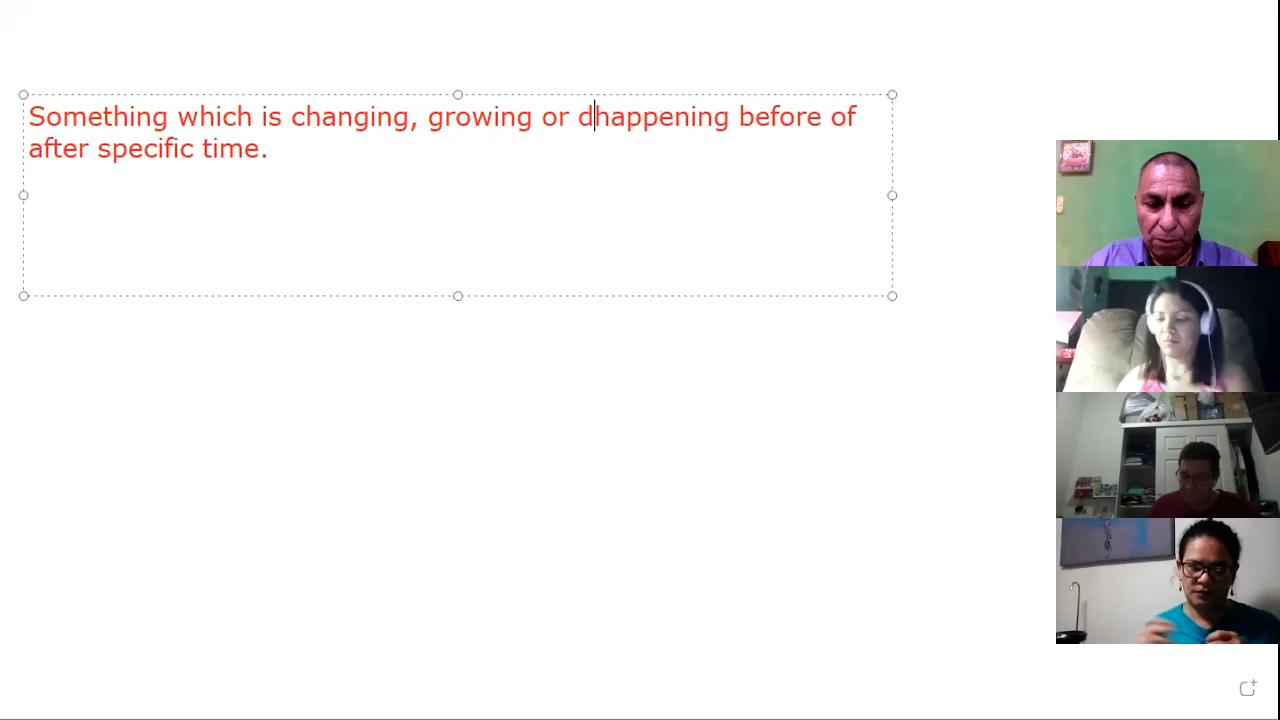 Something which is changing, growing or dhappening before of
after specific time.